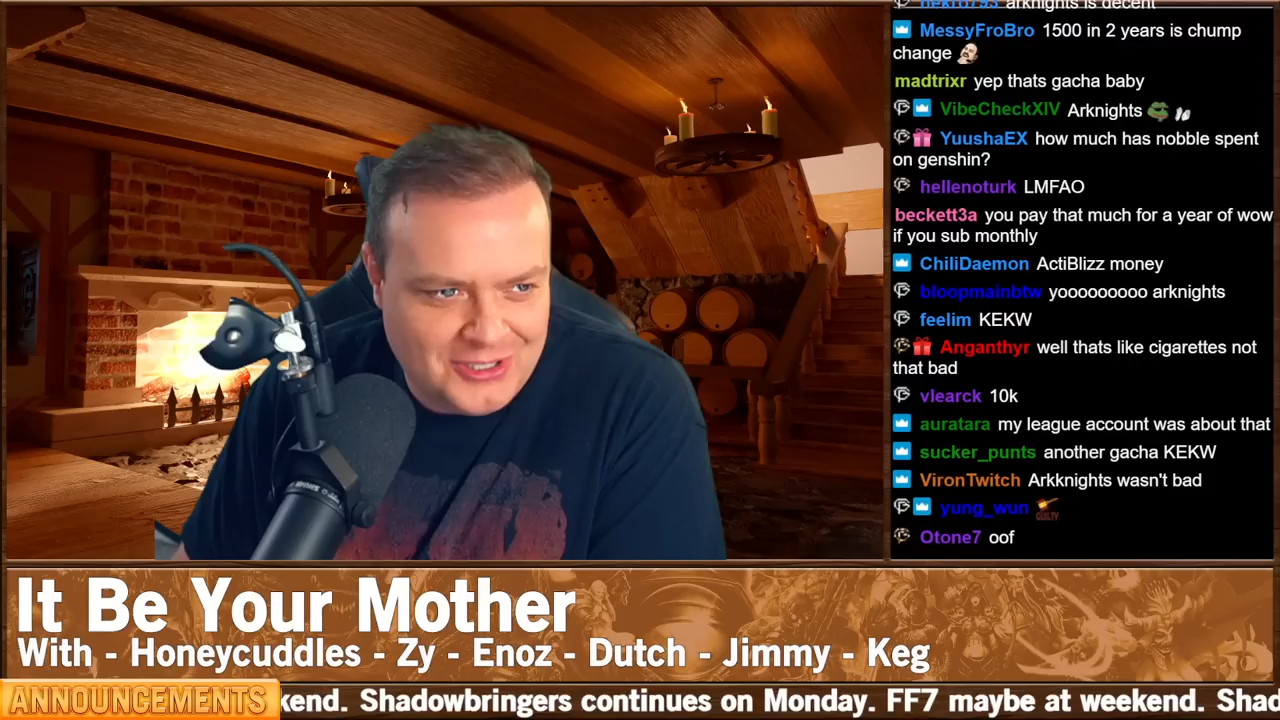 nekro793 arknights is decent
MessyFroBro 1500 in 2 years is chump
change
madtrixr yep thats gacha baby
VibeCheckXIV Arknights
YuushaEX how much has nobble spent
on genshin?
hellenoturk LMFAO
beckett3a you pay that much for a year of wow
if you sub monthly
ChiliDaemon ActiBlizz money
bloopmainbtw yooooooooo arknights
feelim KEKW
Anganthyr well thats like cigarettes not
that bad
vlearck 10k
auratara my league account was about that
sucker_punts another gacha KEKW
VironTwitch Arkknights wasn't bad
yung_wun
GUILTY
Otone7 oof
It Be Your Mother
With - Honeycuddles - Zy - Enoz - Dutch - Jimmy - Keg
ANNOUNCEMENTS kend. Shadowbringers continues on Monday. FF7 maybe at weekend. Shad